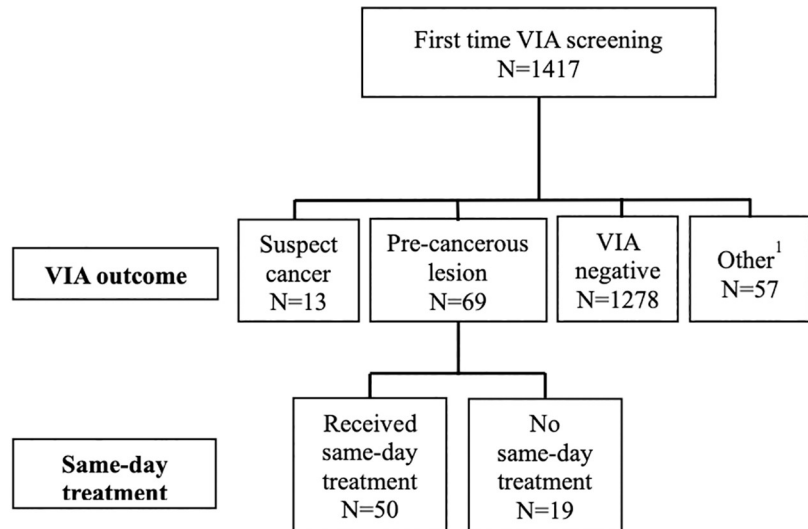 First time VIA screening
N=1417
VIA outcome
Suspect
cancer
N=13
Pre-cancerous
lesion
N=69
VIA
negative
N=1278
Other1
N=57
Same-day
treatment
Received
same-day
treatment
N=50
No
same-day
treatment
N=19